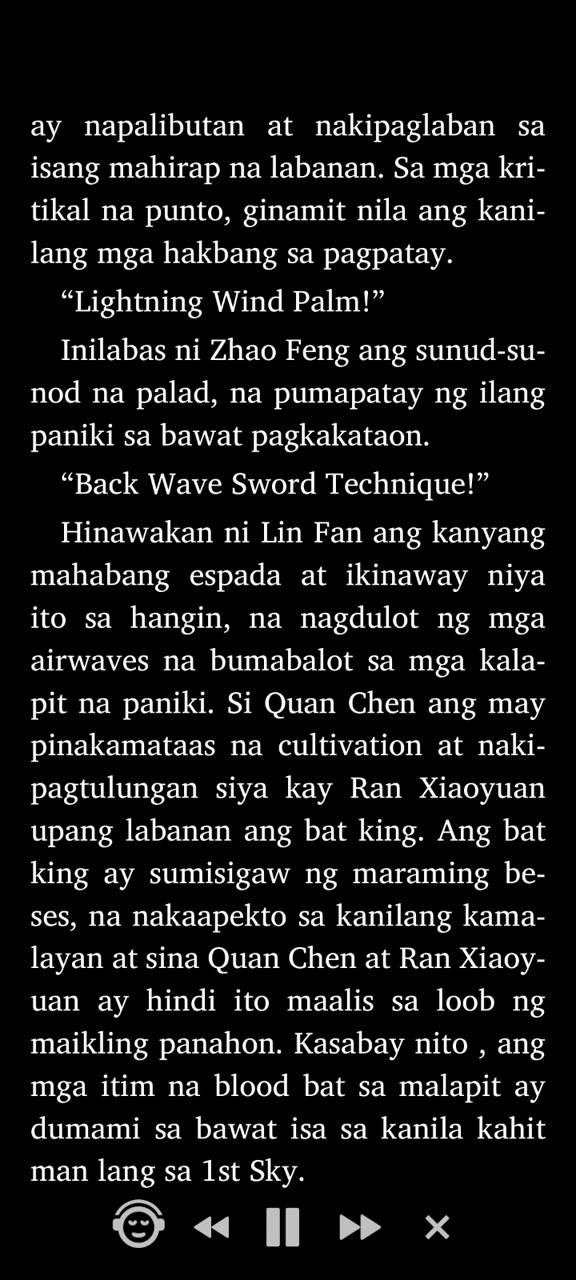 ay napalibutan at nakipaglaban sa
isang mahirap na labanan. Sa mga kri-
tikal na punto, ginamit nila ang kani-
lang mga hakbang sa pagpatay.
“Lightning Wind Palm!”
Inilabas ni Zhao Feng ang sunud-su-
nod na palad, na pumapatay ng ilang
paniki sa bawat pagkakataon.
“Back Wave Sword Technique!”
Hinawakan ni Lin Fan ang kanyang
mahabang espada at ikinaway niya
ito sa hangin, na nagdulot ng mga
airwaves na bumabalot sa mga kala-
pit na paniki. Si Quan Chen ang may
pinakamataas na cultivation at naki-
pagtulungan siya kay Ran Xiaoyuan
upang labanan ang bat king. Ang bat
king ay sumisigaw ng maraming be-
ses, na nakaapekto sa kanilang kama-
layan at sina Quan Chen at Ran Xiaoy-
uan ay hindi ito maalis sa loob ng
maikling panahon. Kasabay nito , ang
mga itim na blood bat sa malapit ay
dumami sa bawat isa sa kanila kahit
man lang sa 1st Sky.